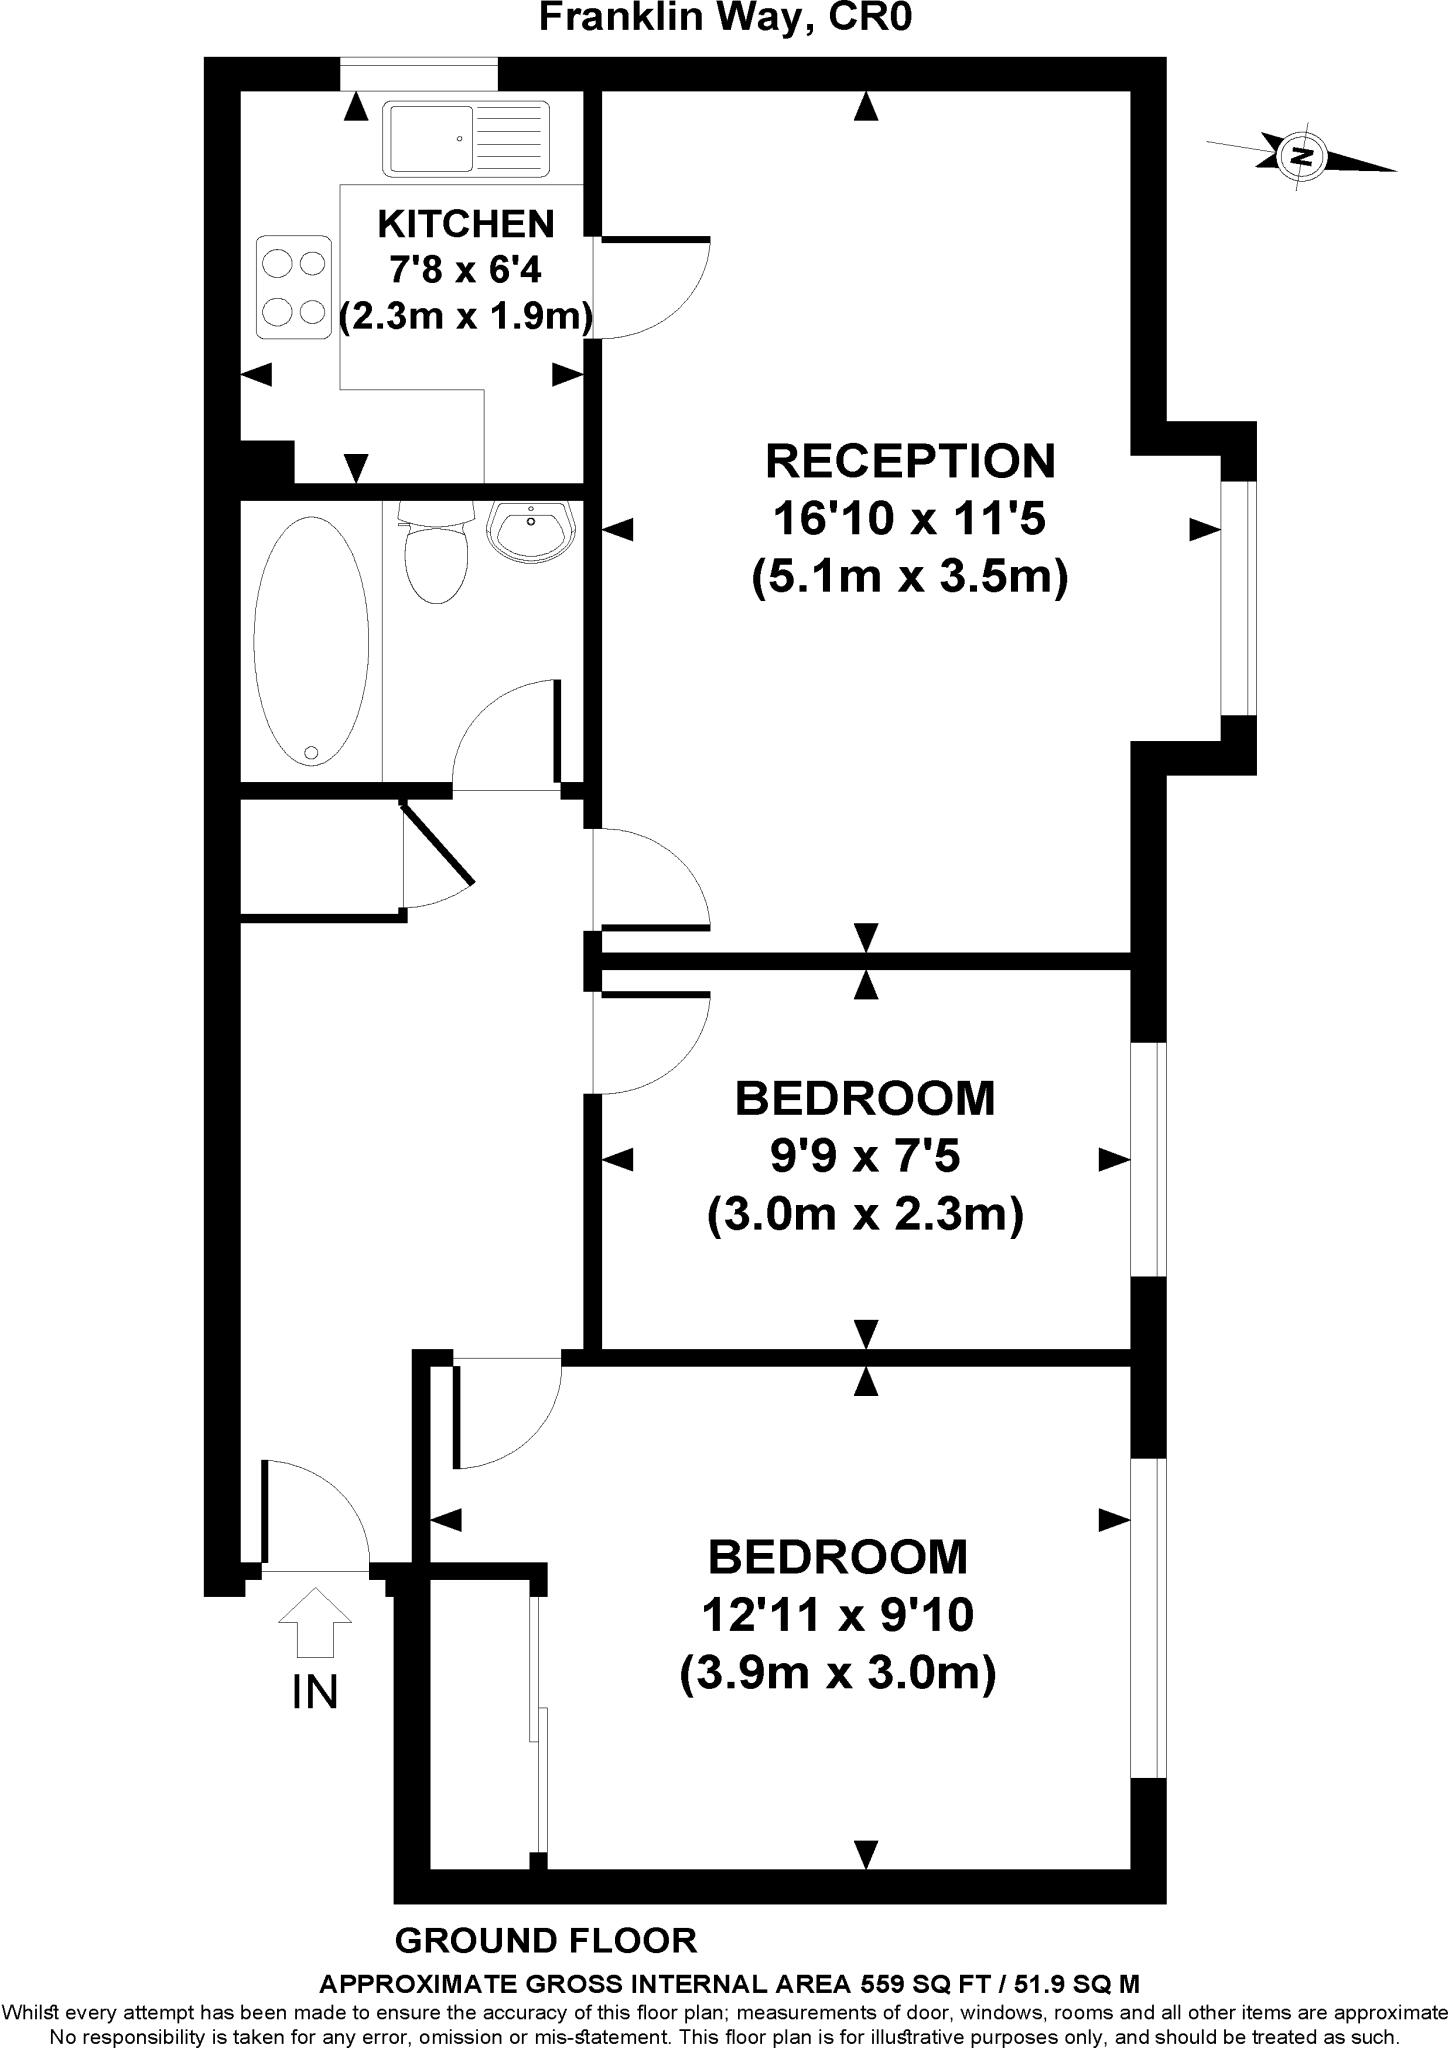 Franklin Way, CR0
N
KITCHEN
7'8 x 6'4
(2.3m x 1.9m)
RECEPTION
16'10 x 11'5
(5.1m x 3.5m)
BEDROOM
9'9 x 7'5
(3.0m x 2.3m)
BEDROOM
12'11 x 9'10
(3.9m x 3.0m)
IN
GROUND FLOOR
APPROXIMATE GROSS INTERNAL AREA 559 SQ FT / 51.9 SQ M
Whilst every attempt has been made to ensure the accuracy of this floor plan; measurements of door, windows, rooms and all other items are approximate
No responsibility is taken for any error, omission or mis-statement. This floor plan is for illustrative purposes only, and should be treated as such.